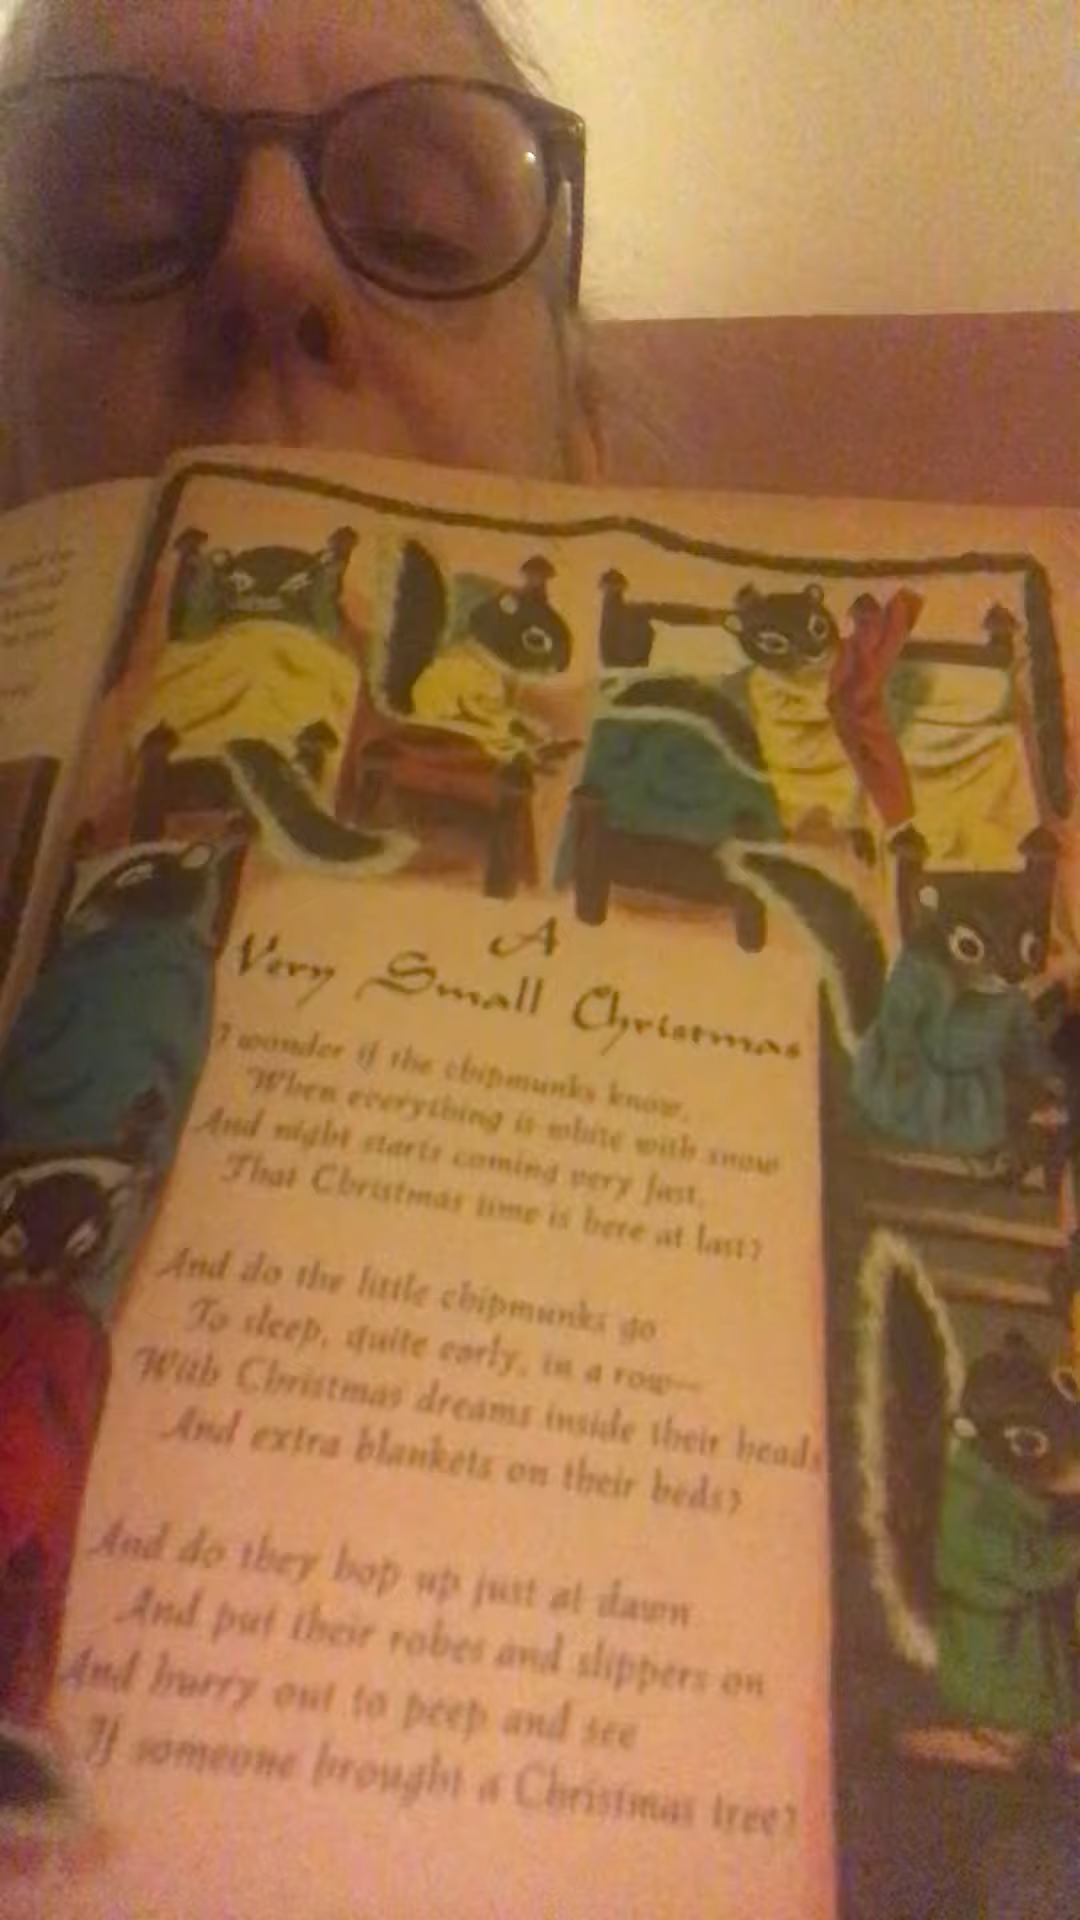 A
Very Small Christmas
I wonder if the chipmunks know,
When everything is white with snow
And night starts coming very fast,
That Christmas time is here at last?
And do the little chipmunks go
To sleep, quite early, in a row—
With Christmas dreams inside their heads
And extra blankets on their beds?
And do they hop up just at dawn
And put their robes and slippers on
And hurry out to peep and see
If someone brought a Christmas tree?